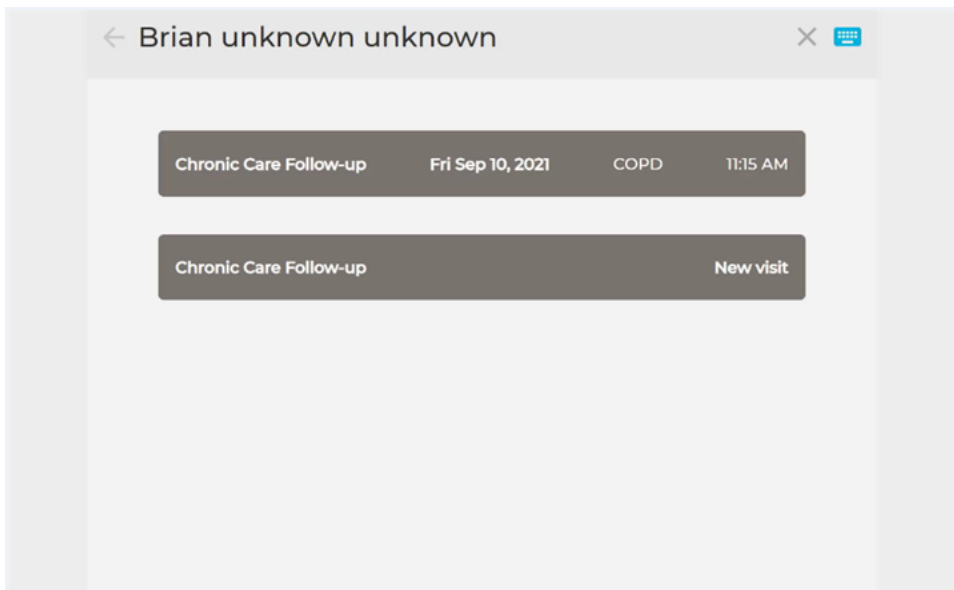 Brian unknown unknown
Chronic Care Follow-up Fri Sep 10, 2021 COPD 11:15 AM
Chronic Care Follow-up New visit